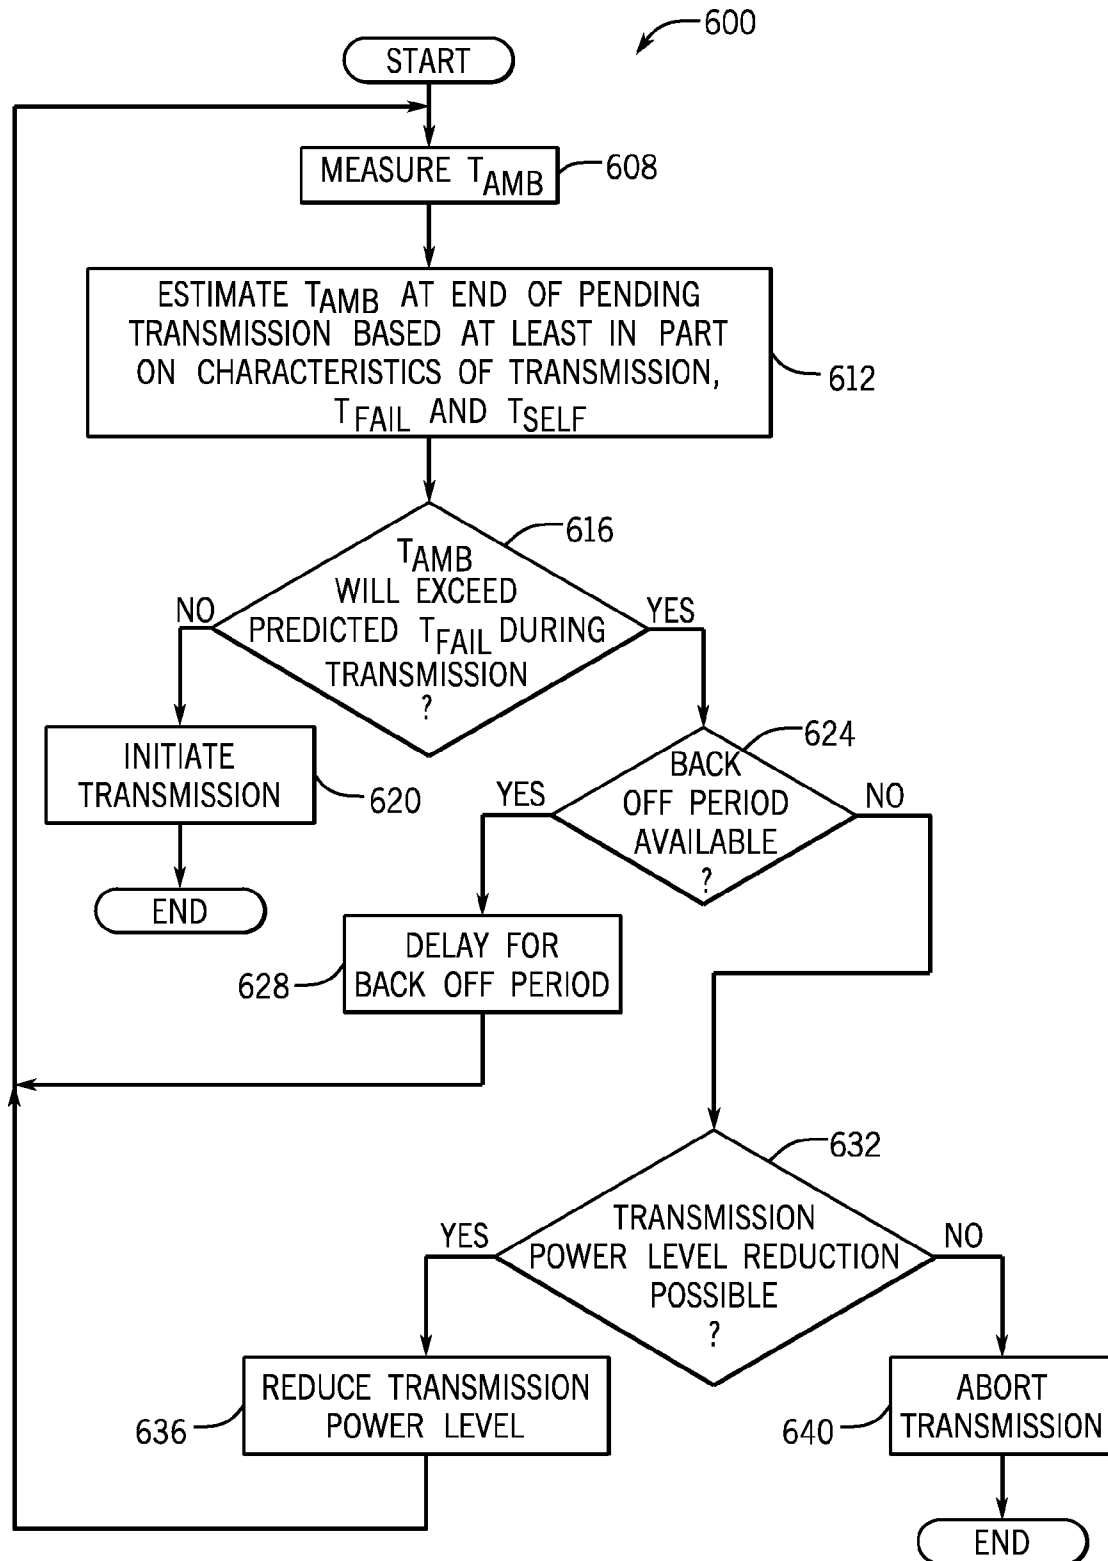 600
START
MEASURE TAMB
608
ESTIMATE TAMB AT END OF PENDING
TRANSMISSION BASED AT LEAST IN PART
ON CHARACTERISTICS OF TRANSMISSION,
TFAIL AND TSELF
612
616
TAMB
WILL EXCEED
PREDICTED TFAIL DURING
TRANSMISSION
?
NO
YES
INITIATE
TRANSMISSION
620
END
624
BACK
OFF PERIOD
AVAILABLE
?
YES
NO
DELAY FOR
BACK OFF PERIOD
628
632
TRANSMISSION
POWER LEVEL REDUCTION
POSSIBLE
?
YES
NO
REDUCE TRANSMISSION
POWER LEVEL
636
ABORT
TRANSMISSION
640
END